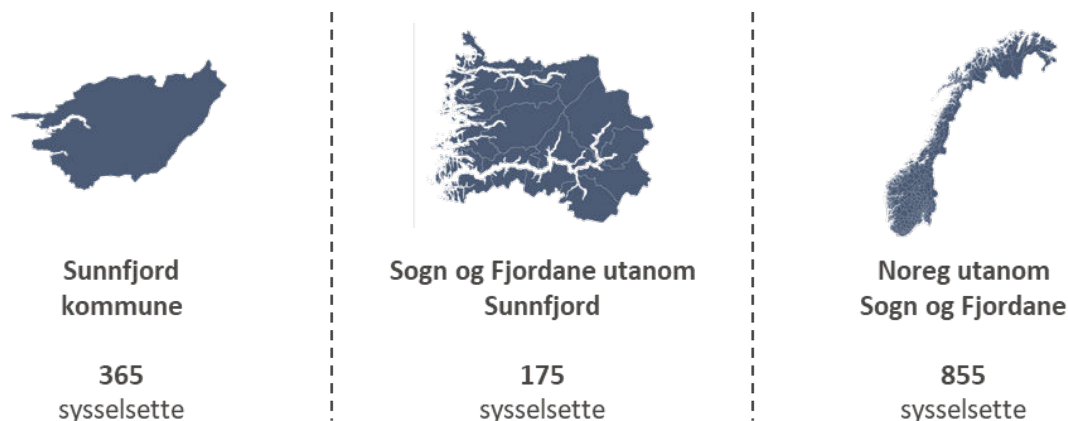 Sunnfjord
kommune
365
sysselsette
Sogn og Fjordane utanom
Sunnfjord
175
sysselsette
Noreg utanom
Sogn og Fjordane
855
sysselsette